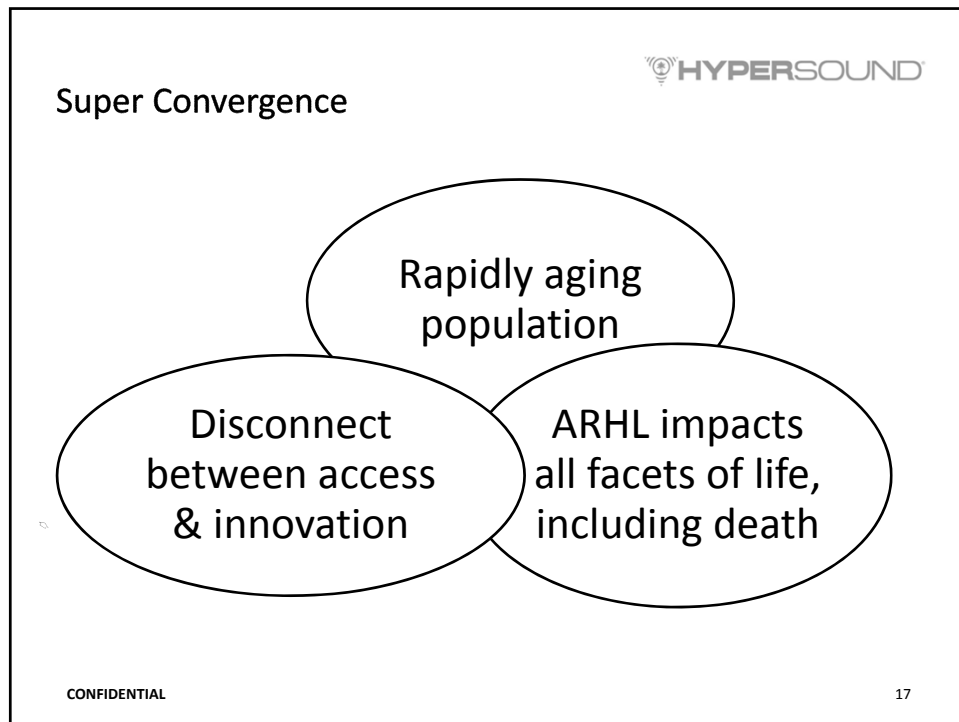 HYPERSOUND
Super Convergence
Rapidly aging
population
Disconnect
between access
& innovation
ARHL impacts
all facets of life,
including death
CONFIDENTIAL
17